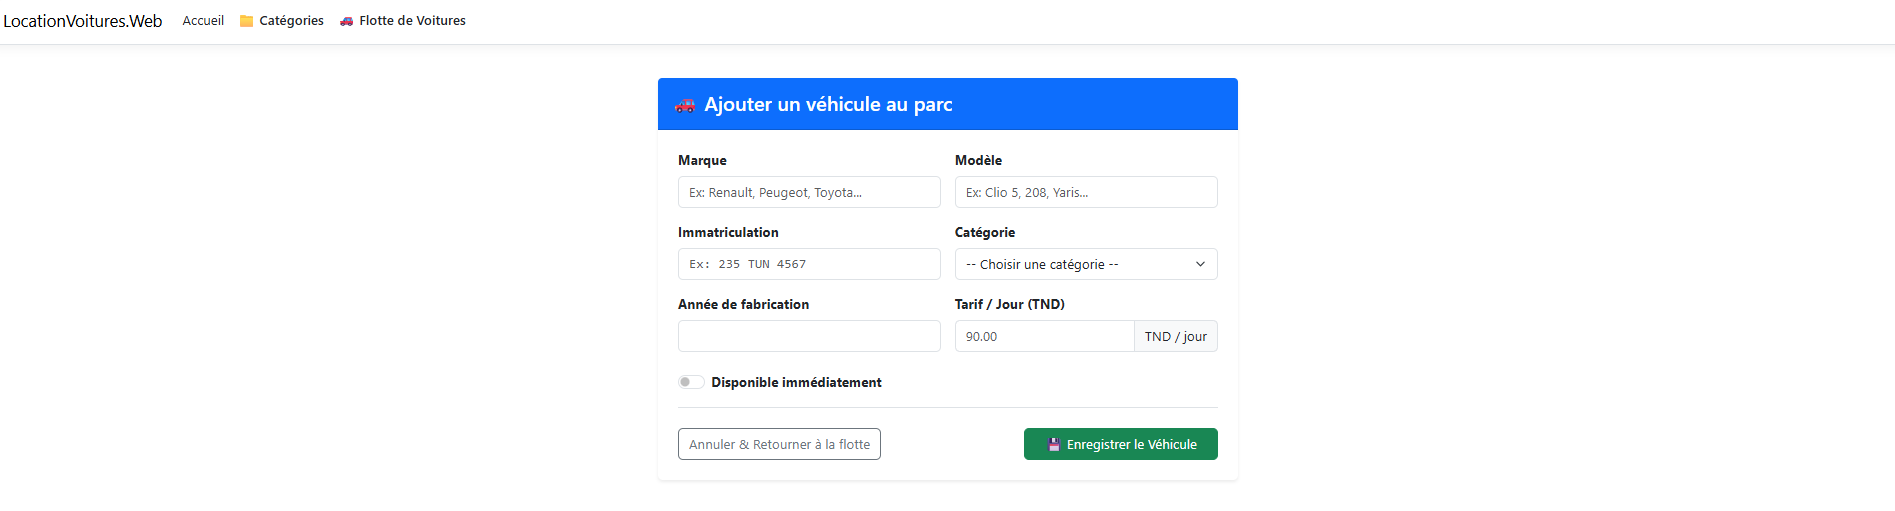 LocationVoitures.Web Accueil Catégories Flotte de Voitures
Ajouter un véhicule au parc
Marque Modèle
Ex: Renault, Peugeot, Toyota... Ex: Clio 5, 208, Yaris...
Immatriculation Catégorie
Ex: 235 TUN 4567 -- Choisir une catégorie --
Année de fabrication Tarif / Jour (TND)
90.00 TND / jour
Disponible immédiatement
Annuler & Retourner à la flotte Enregistrer le Véhicule